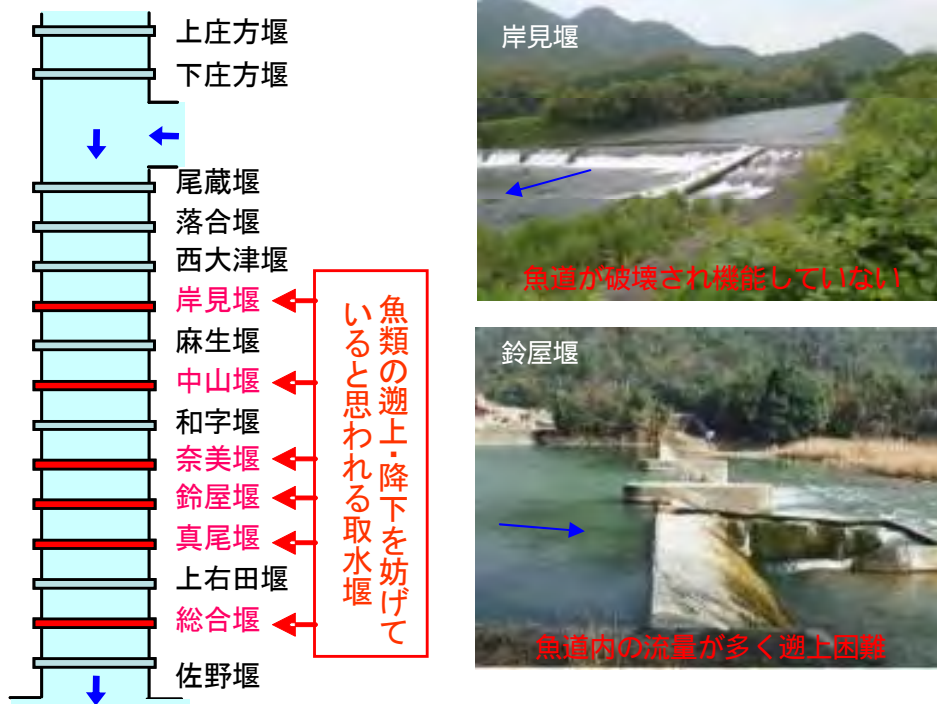 上庄方堰
下庄方堰
尾蔵堰
落合堰
西大津堰
岸見堰
麻生堰
中山堰
和字堰
奈美堰
鈴屋堰
真尾堰
上右田堰
総合堰
佐野堰
魚類の遡上・降下を妨げて
いると思われる取水堰
岸見堰
魚道が破壊され機能していない
鈴屋堰
魚道内の流量が多く遡上困難